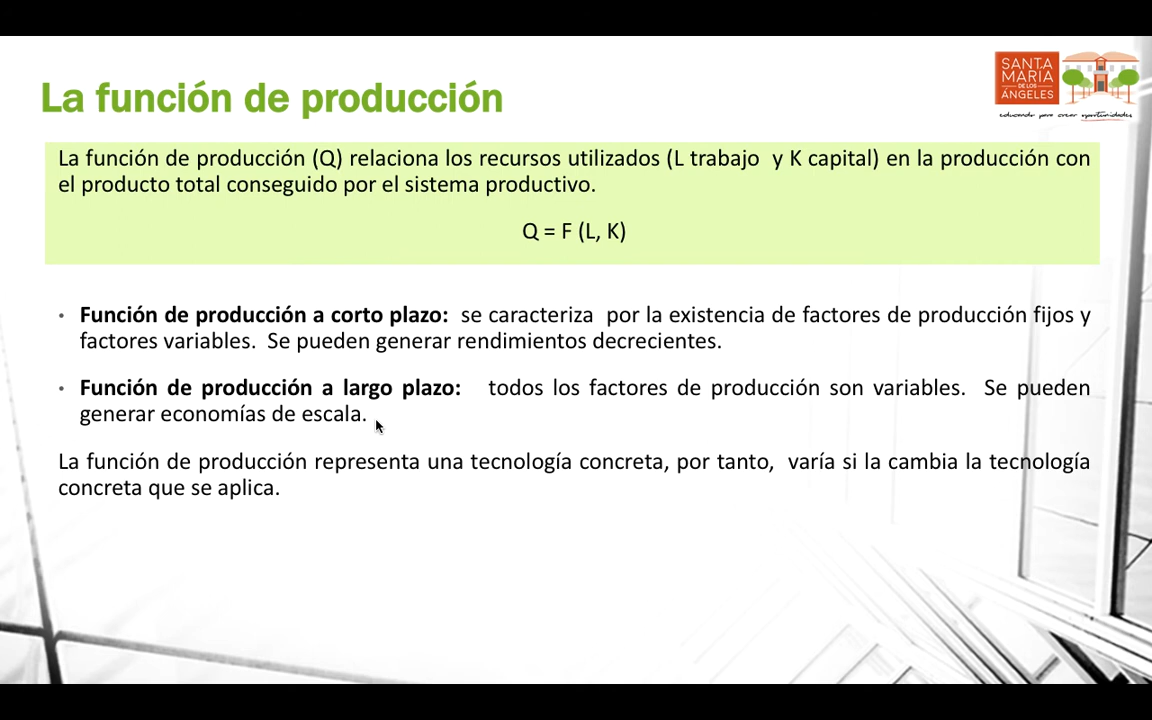 SANTA
MARIA
DE LOS
ÁNGELES
educando para crear oportunidades
La función de producción
La función de producción (Q) relaciona los recursos utilizados (L trabajo y K capital) en la producción con
el producto total conseguido por el sistema productivo.
Q = F (L, K)
• Función de producción a corto plazo: se caracteriza por la existencia de factores de producción fijos y
factores variables. Se pueden generar rendimientos decrecientes.
• Función de producción a largo plazo: todos los factores de producción son variables. Se pueden
generar economías de escala.
La función de producción representa una tecnología concreta, por tanto, varía si la cambia la tecnología
concreta que se aplica.